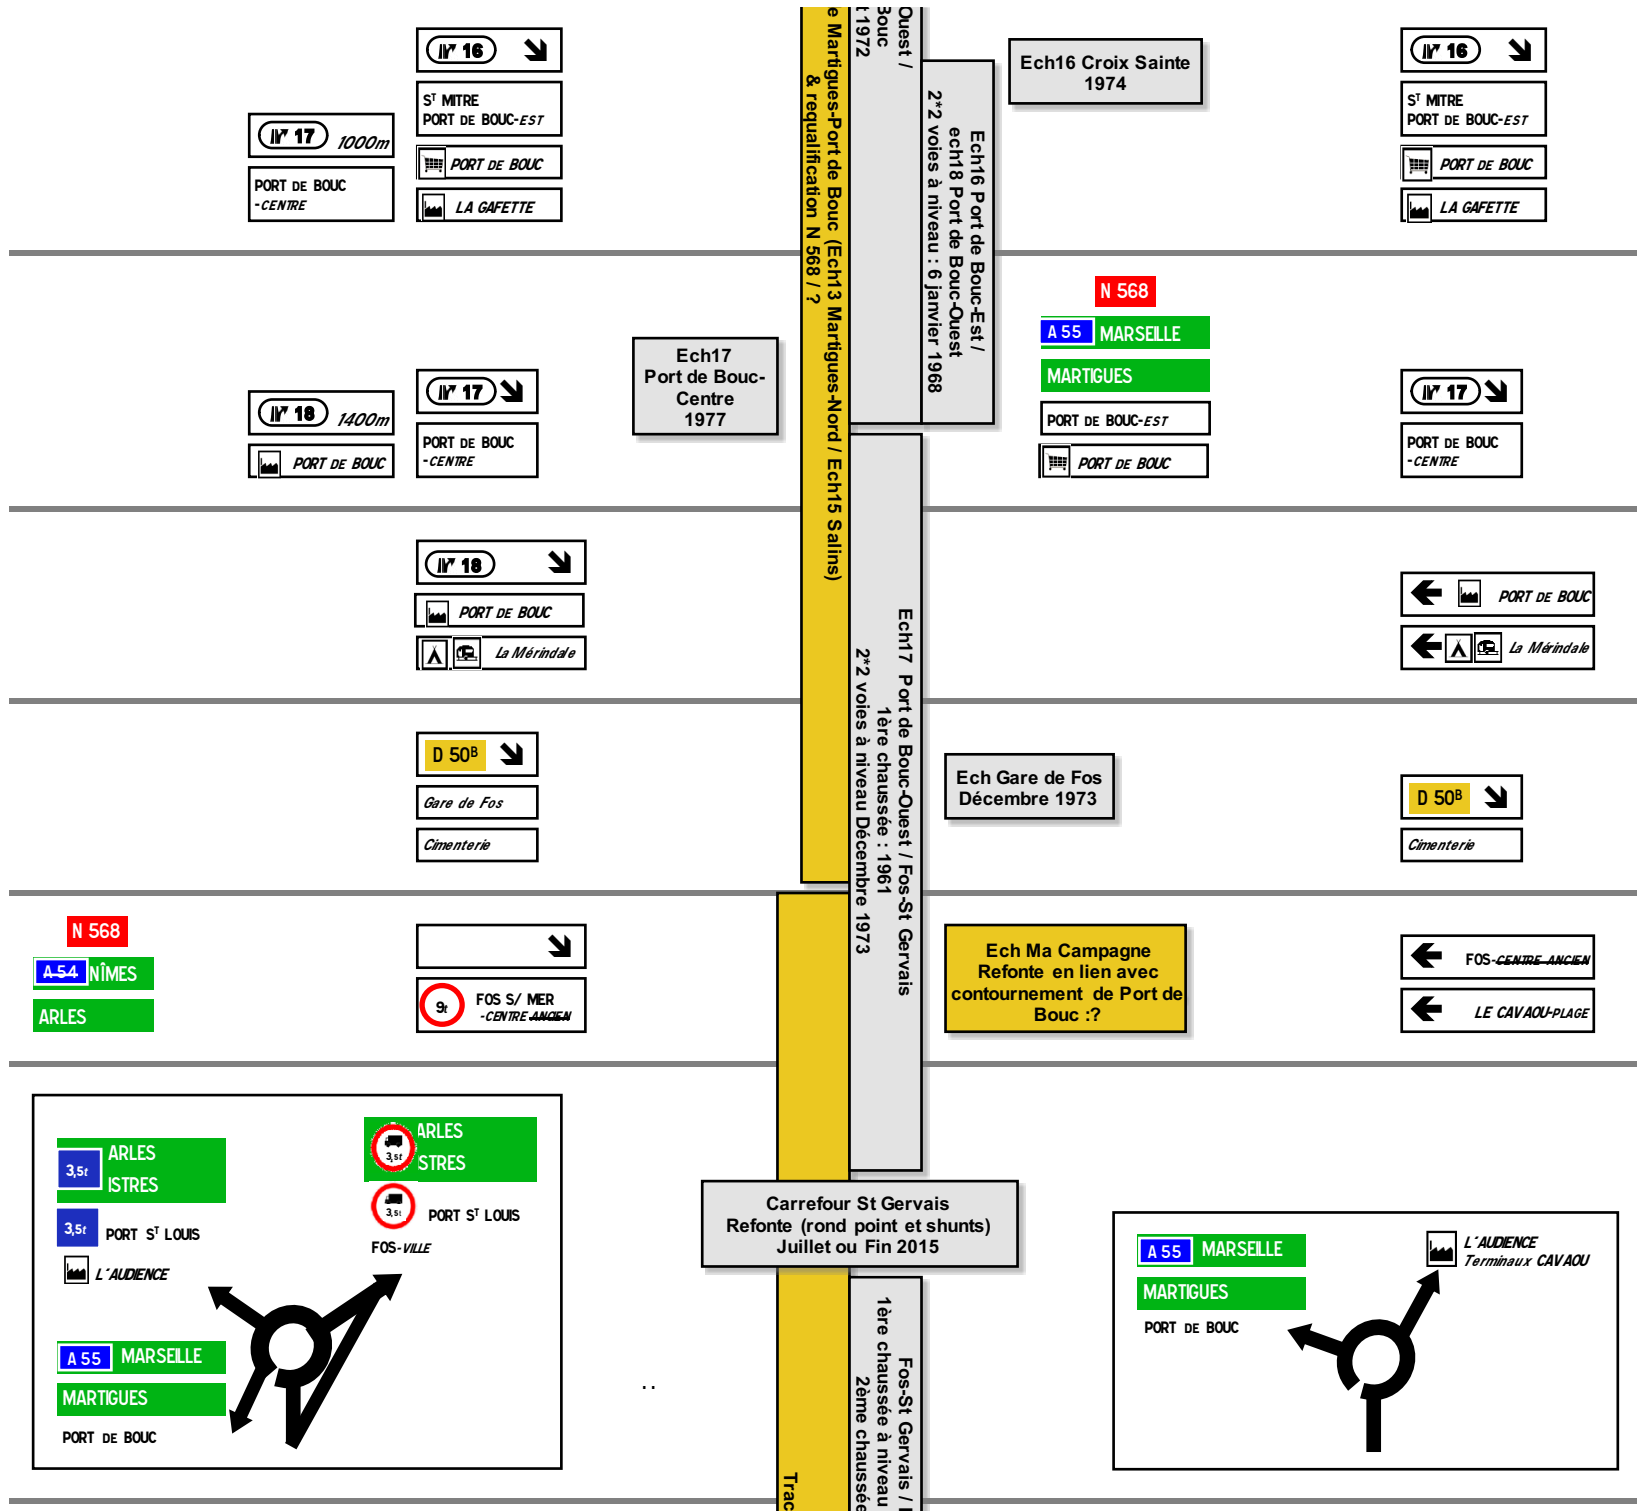 16
S^T MITRE
PORT DE BOUC-EST
PORT DE BOUC
LA GAFETTE
17 1000m
PORT DE BOUC
-CENTRE
e Martigues-Port de Bouc (Ech13 Martigues-Nord / Ech15 Salins)
& requalification N 568 / ?
Ouest /
Bouc
t 1972
Ech16 Port de Bouc-Est /
ech18 Port de Bouc-Ouest
2*2 voies à niveau : 6 janvier 1968
Ech16 Croix Sainte
1974
16
S^T MITRE
PORT DE BOUC-EST
PORT DE BOUC
LA GAFETTE
18 1400m
PORT DE BOUC
17
PORT DE BOUC
-CENTRE
Ech17
Port de Bouc-
Centre
1977
N 568
A 55 MARSEILLE
MARTIGUES
PORT DE BOUC-EST
PORT DE BOUC
17
PORT DE BOUC
-CENTRE
18
PORT DE BOUC
La Mérindale
Ech17 Port de Bouc-Ouest / Fos-St Gervais
1ère chaussée : 1961
2*2 voies à niveau Décembre 1973
PORT DE BOUC
La Mérindale
D 50B
Gare de Fos
Cimenterie
Ech Gare de Fos
Décembre 1973
D 50B
Cimenterie
N 568
A 54 NÎMES
ARLES
9t FOS S/ MER
-CENTRE ANCIEN
Ech Ma Campagne
Refonte en lien avec
contournement de Port de
Bouc :?
FOS-CENTRE ANCIEN
LE CAVAOU-PLAGE
3,5t ARLES
ISTRES
3,5t PORT S^T LOUIS
L'AUDIENCE
A 55 MARSEILLE
MARTIGUES
PORT DE BOUC
3,5t ARLES
STRES
3,5t PORT S^T LOUIS
FOS-VILLE
Carrefour St Gervais
Refonte (rond point et shunts)
Juillet ou Fin 2015
..
Trac
Fos-St Gervais /
1ère chaussée à niveau
2ème chaussée
A 55 MARSEILLE
MARTIGUES
PORT DE BOUC
L'AUDIENCE
Terminaux CAVAOU